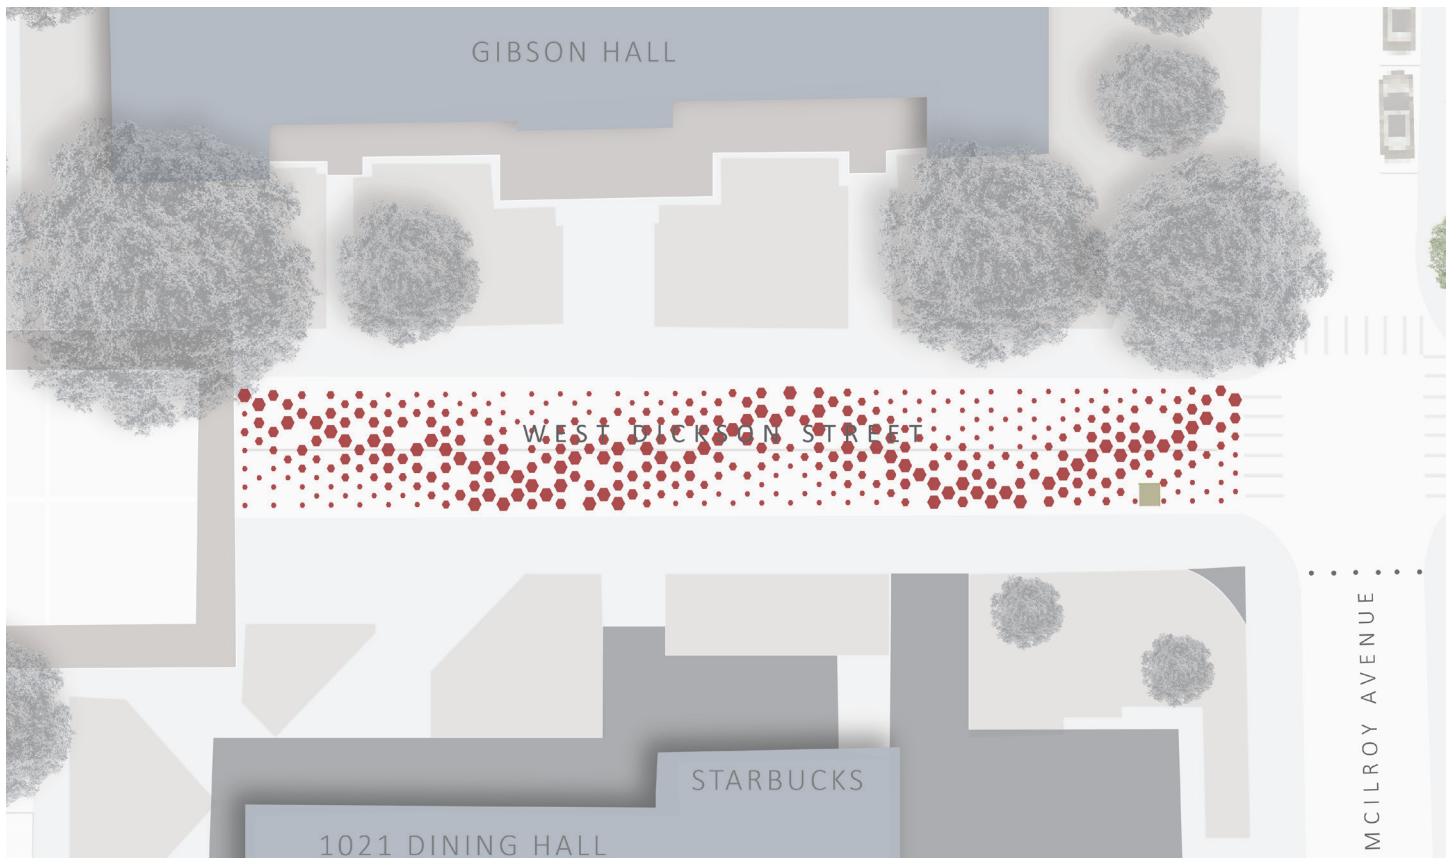 GIBSON HALL
WEST DICKSON STREET
MCILROY AVENUE
STARBUCKS
1021 DINING HALL